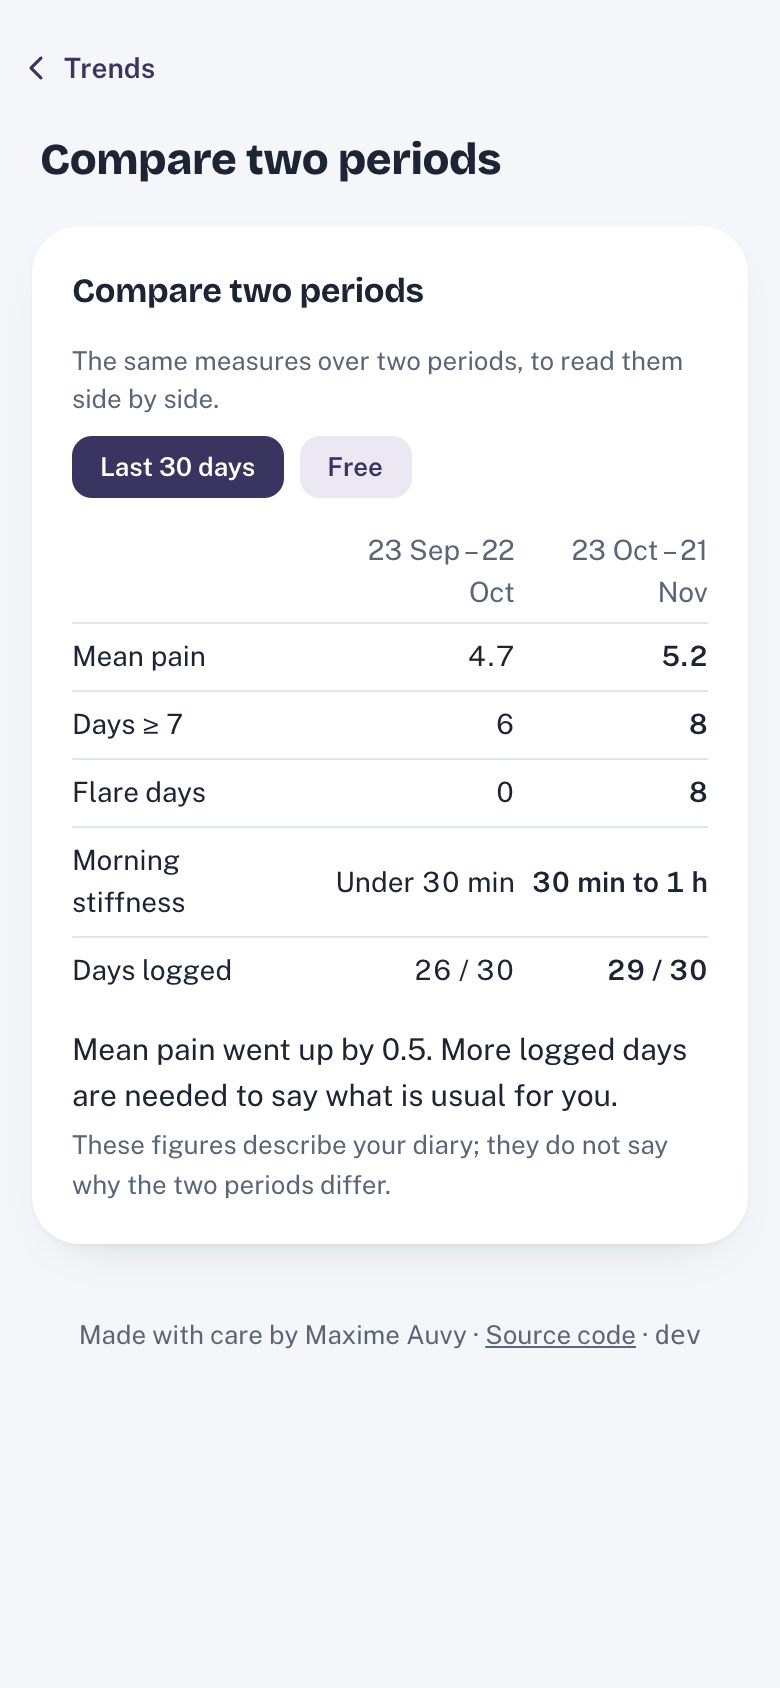 Trends
Compare two periods
Compare two periods
The same measures over two periods, to read them
side by side.
Last 30 days Free
23 Sep – 22 23 Oct – 21
Oct Nov
Mean pain 4.7 5.2
Days ≥ 7 6 8
Flare days 0 8
Morning
stiffness Under 30 min 30 min to 1 h
Days logged 26 / 30 29 / 30
Mean pain went up by 0.5. More logged days
are needed to say what is usual for you.
These figures describe your diary; they do not say
why the two periods differ.
Made with care by Maxime Auvy · Source code · dev